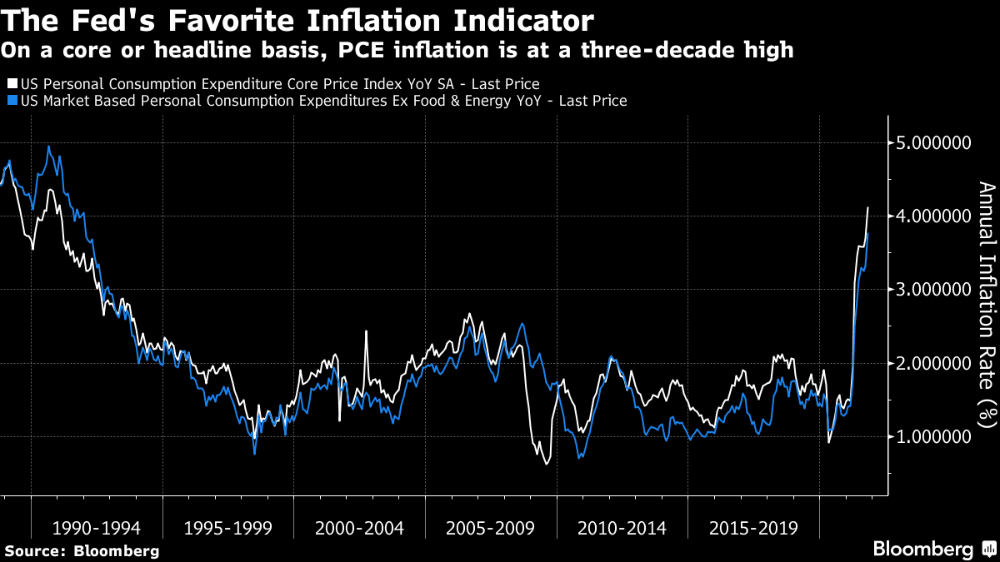 The Fed's Favorite Inflation Indicator
On a core or headline basis, PCE inflation is at a three-decade high
US Personal Consumption Expenditure Core Price Index YoY SA - Last Price
US Market Based Personal Consumption Expenditures Ex Food & Energy YoY - Last Price
5.000000
4.000000
3.000000
2.000000
1.000000
Annual Inflation Rate (%)
1990-1994
1995-1999
2000-2004
2005-2009
2010-2014
2015-2019
Source: Bloomberg
Bloomberg